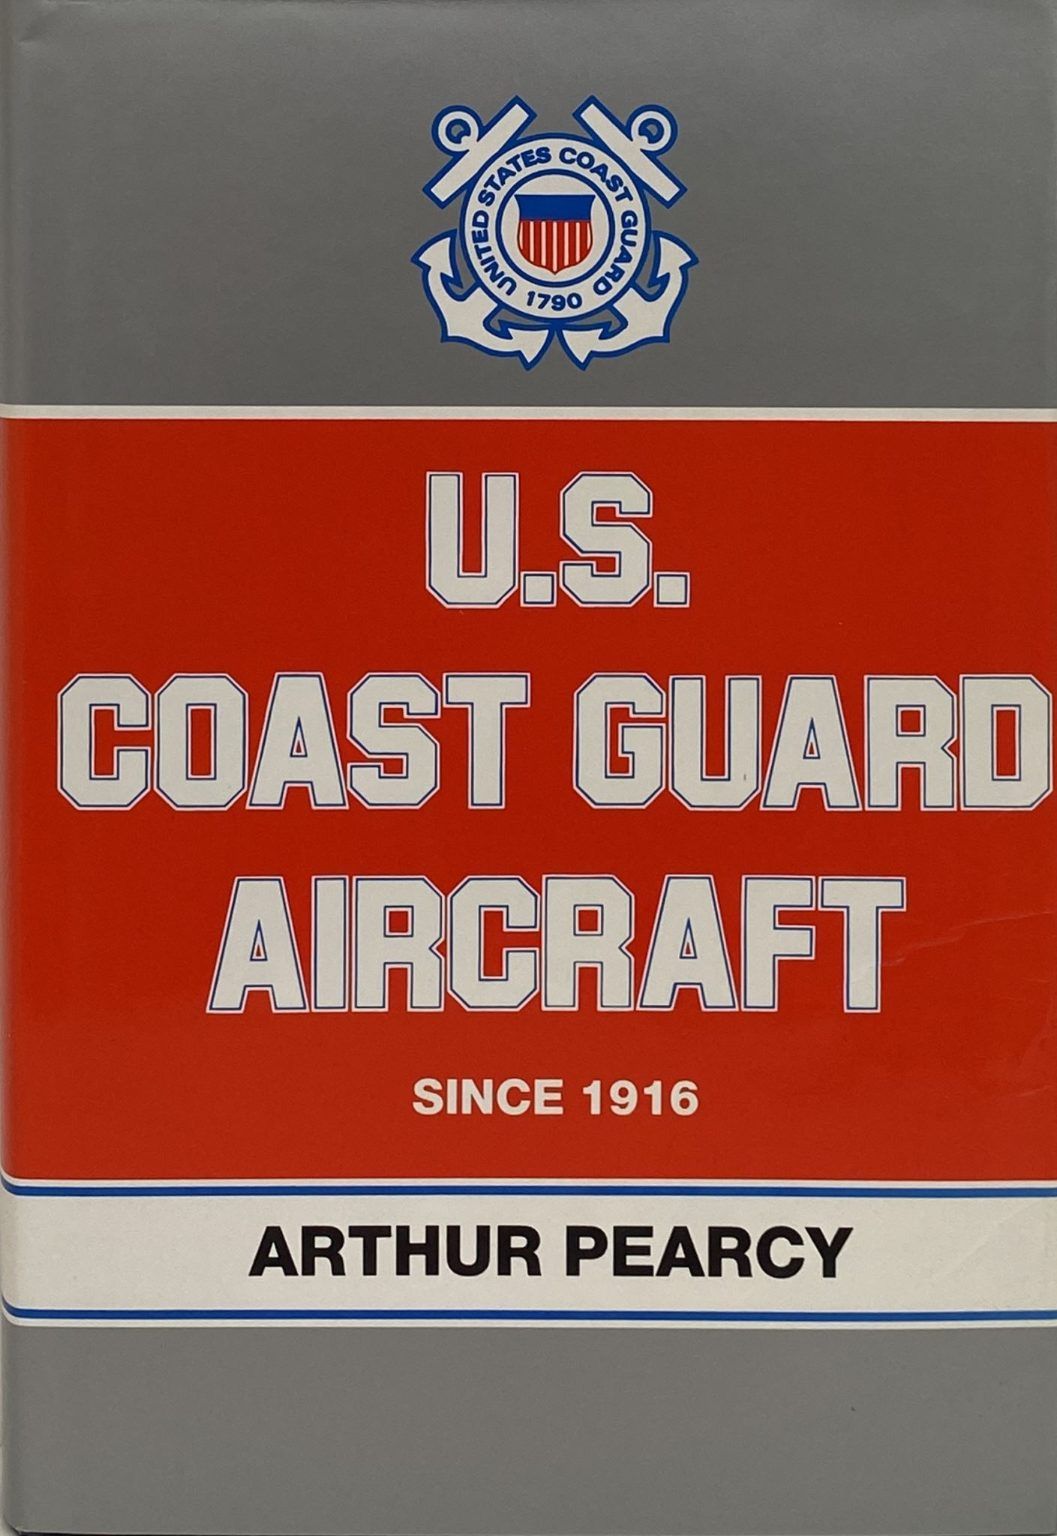 UNITED STATES COAST GUARD
1790
U.S.
COAST GUARD
AIRCRAFT
SINCE 1916
ARTHUR PEARCY